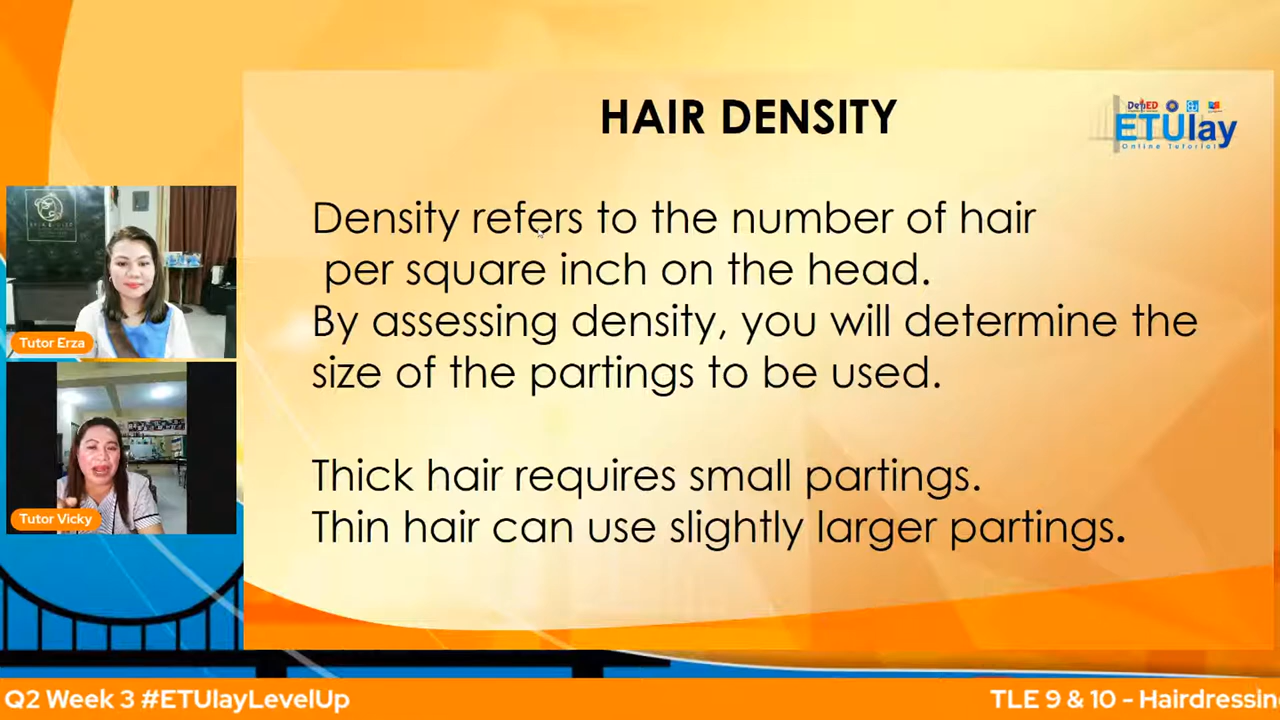 HAIR DENSITY
DepED
ETUlay
Online Tutorial
Density refers to the number of hair
per square inch on the head.
By assessing density, you will determine the
size of the partings to be used.
Thick hair requires small partings.
Thin hair can use slightly larger partings.
Tutor Erza
Tutor Vicky
Q2 Week 3 #ETUlayLevelUp
TLE 9 & 10 - Hairdressin